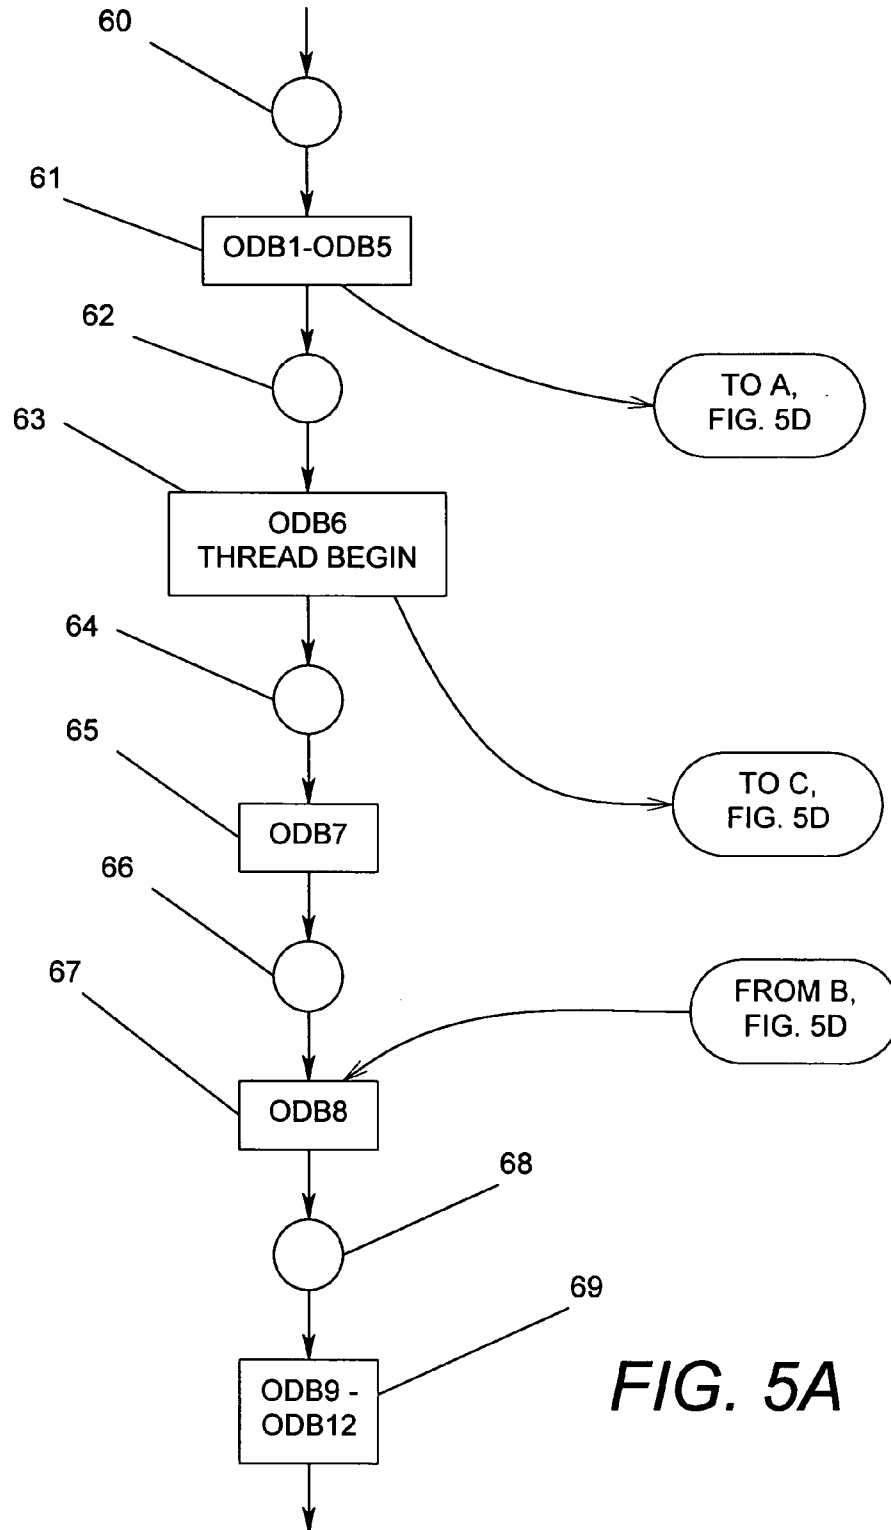 60
61
ODB1-ODB5
62
TO A,
FIG. 5D
63
ODB6
THREAD BEGIN
64
65
TO C,
FIG. 5D
ODB7
66
67
FROM B,
FIG. 5D
ODB8
68
69
ODB9 -
ODB12
FIG. 5A